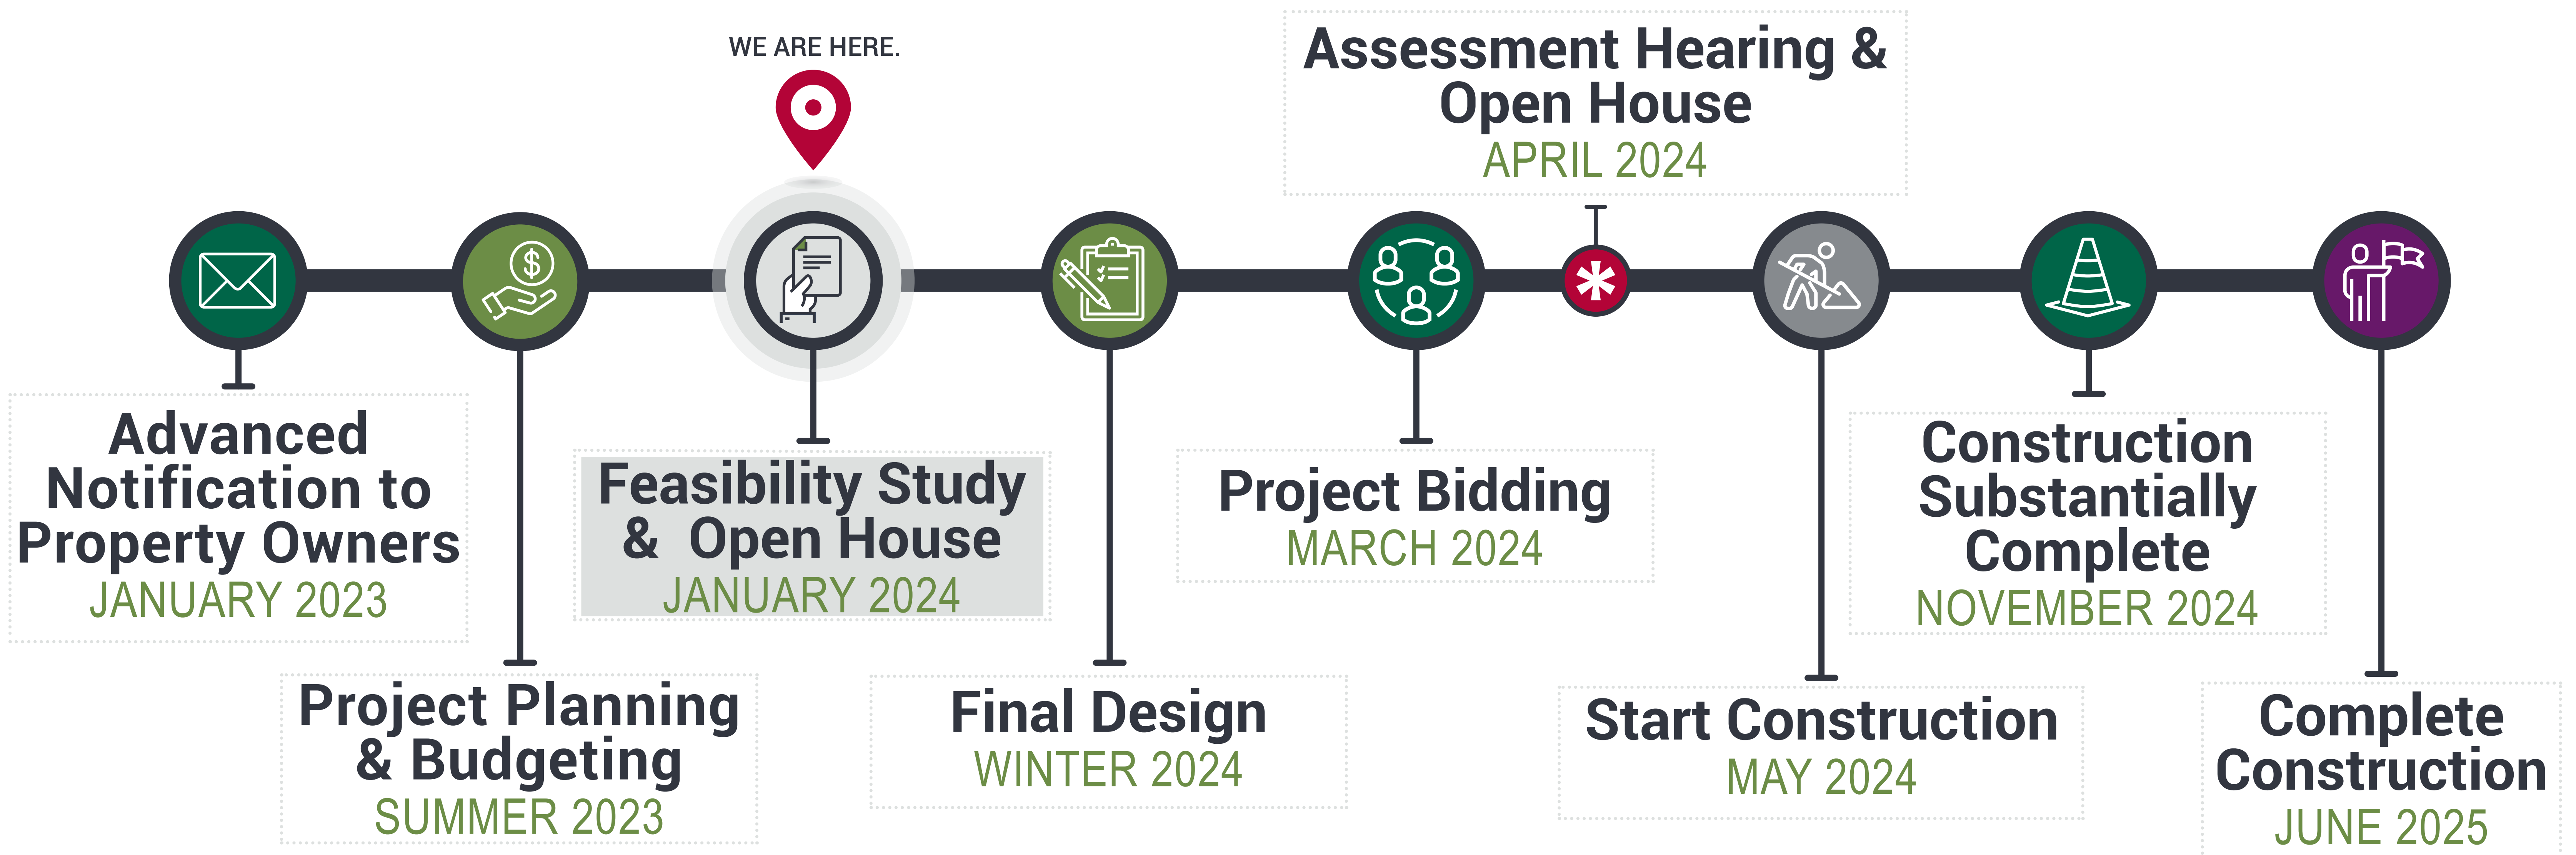 WE ARE HERE.
Assessment Hearing &
Open House
APRIL 2024
$
*
Advanced
Notification to
Property Owners
JANUARY 2023
Project Planning
& Budgeting
SUMMER 2023
Feasibility Study
& Open House
JANUARY 2024
Final Design
WINTER 2024
Project Bidding
MARCH 2024
Start Construction
MAY 2024
Construction
Substantially
Complete
NOVEMBER 2024
Complete
Construction
JUNE 2025